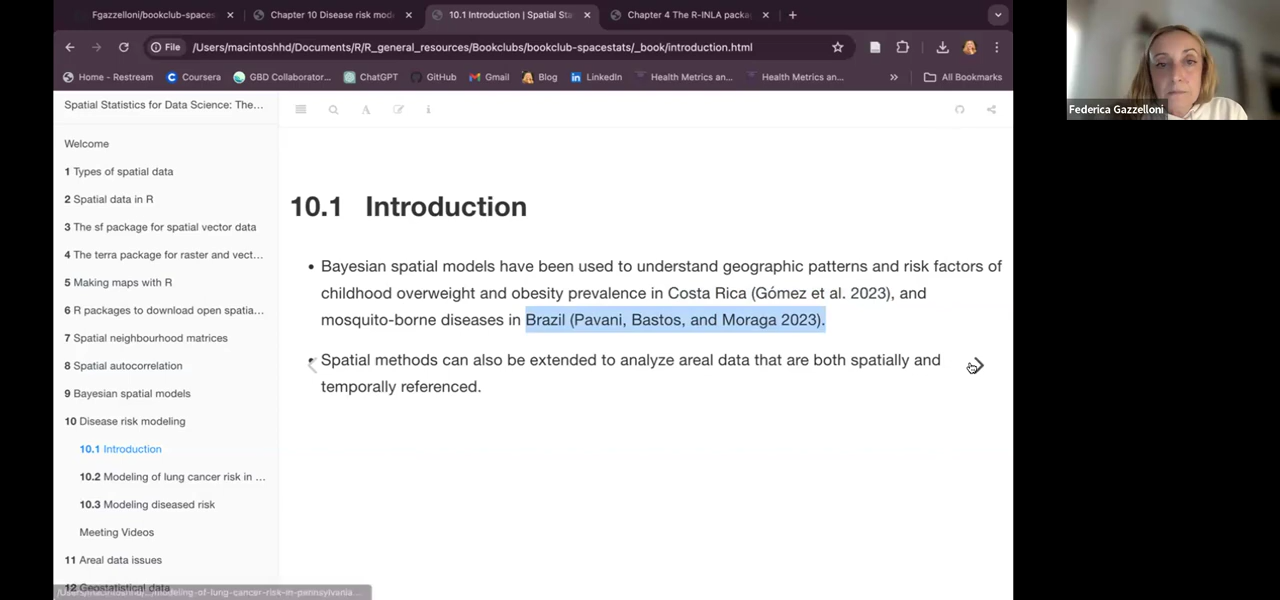 Fgazzelloni/bookclub-spaces
Chapter 10 Disease risk mod
10.1 Introduction | Spatial Sta
Chapter 4 The R-INLA packa
File /Users/macintoshhd/Documents/R/R_general_resources/Bookclubs/bookclub-spacestats/_book/introduction.html
Home - Restream
Coursera
GBD Collaborator...
ChatGPT
GitHub
Gmail
Blog
LinkedIn
Health Metrics an...
Health Metrics an...
»
All Bookmarks
Federica Gazzelloni
Spatial Statistics for Data Science: The...
Welcome
1 Types of spatial data
2 Spatial data in R
3 The sf package for spatial vector data
4 The terra package for raster and vect...
5 Making maps with R
6 R packages to download open spatia...
7 Spatial neighbourhood matrices
8 Spatial autocorrelation
9 Bayesian spatial models
10 Disease risk modeling
10.1 Introduction
10.2 Modeling of lung cancer risk in ...
10.3 Modeling diseased risk
Meeting Videos
11 Areal data issues
12 Geostatistical data
10.1 Introduction
• Bayesian spatial models have been used to understand geographic patterns and risk factors of
childhood overweight and obesity prevalence in Costa Rica (Gómez et al. 2023), and
mosquito-borne diseases in Brazil (Pavani, Bastos, and Moraga 2023).
• Spatial methods can also be extended to analyze areal data that are both spatially and
temporally referenced.